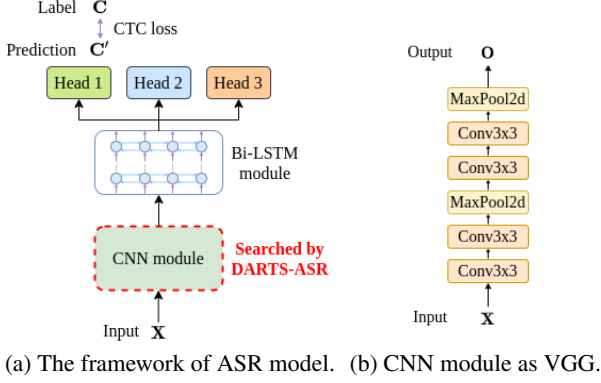 Label C
CTC loss
Prediction C′
Head 1
Head 2
Head 3
Bi-LSTM
module
CNN module
Searched by
DARTS-ASR
Input X
(a) The framework of ASR model.
Output O
MaxPool2d
Conv3x3
Conv3x3
MaxPool2d
Conv3x3
Conv3x3
Input X
(b) CNN module as VGG.